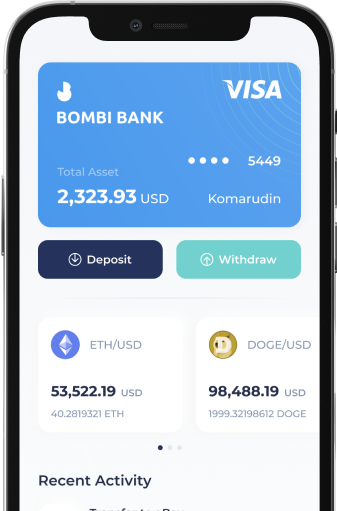 VISA
BOMBI BANK
5449
Total Asset
2,323.93 USD
Komarudin
Deposit
Withdraw
ETH/USD
DOGE/USD
53,522.19 USD
98,488.19 USD
40.2819321 ETH
1999.32198612 DOGE
Recent Activity